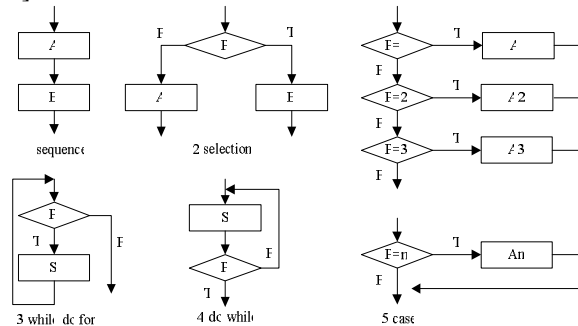 A
B
sequence
F
F
T
A
B
2 selection
F
T
S
F
3 while do for
S
F
F
T
4 do while
F=
T
A
F
F=2
T
A2
F
F=3
T
A3
F
F=n
T
An
F
5 case